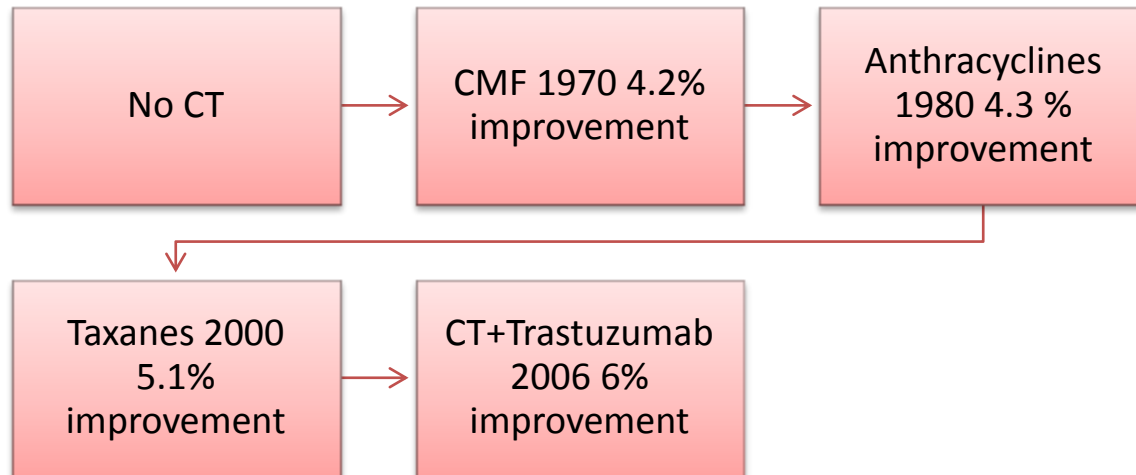 No CT
CMF 1970 4.2%
improvement
Anthracyclines
1980 4.3 %
improvement
Taxanes 2000
5.1%
improvement
CT+Trastuzumab
2006 6%
improvement